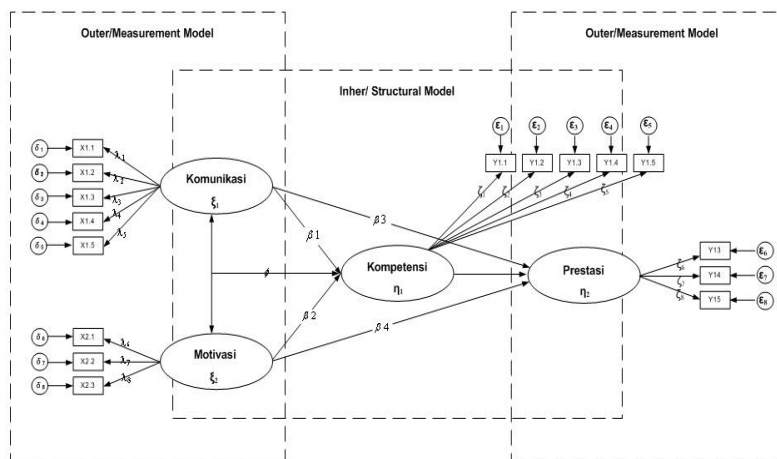 Outer/Measurement Model
Outer/Measurement Model
Inher/ Structural Model
ε1
ε2
ε3
ε4
ε5
Y1.1
Y1.2
Y1.3
Y1.4
Y1.5
ζ1
ζ2
ζ3
ζ4
ζ5
δ1
X1.1
λ1
δ2
X1.2
λ2
δ3
X1.3
λ3
δ4
X1.4
λ4
δ5
X1.5
λ5
Komunikasi
ξ1
β1
β3
ϕ
Kompetensi
η1
Prestasi
η2
ζ6
Y13
ε6
ζ7
Y14
ε7
ζ8
Y15
ε8
β2
β4
Motivasi
ξ2
δ6
X2.1
λ6
δ7
X2.2
λ7
δ8
X2.3
λ8